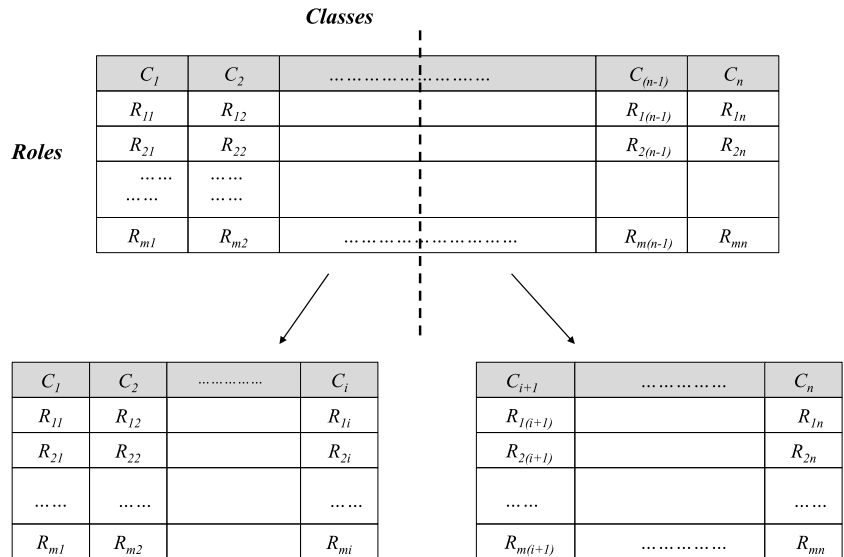 Classes
C1 C2 ……………………… C(n-1) Cn
R11 R12 R1(n-1) R1n
Roles
R21 R22 R2(n-1) R2n
…… ……
…… ……
Rm1 Rm2 ………………………… Rm(n-1) Rmn
C1 C2 …………… Ci
R11 R12 R1i
R21 R22 R2i
…… …… ……
Rm1 Rm2 Rmi
Ci+1 …………… Cn
R1(i+1) R1n
R2(i+1) R2n
…… ……
Rm(i+1) …………… Rmn